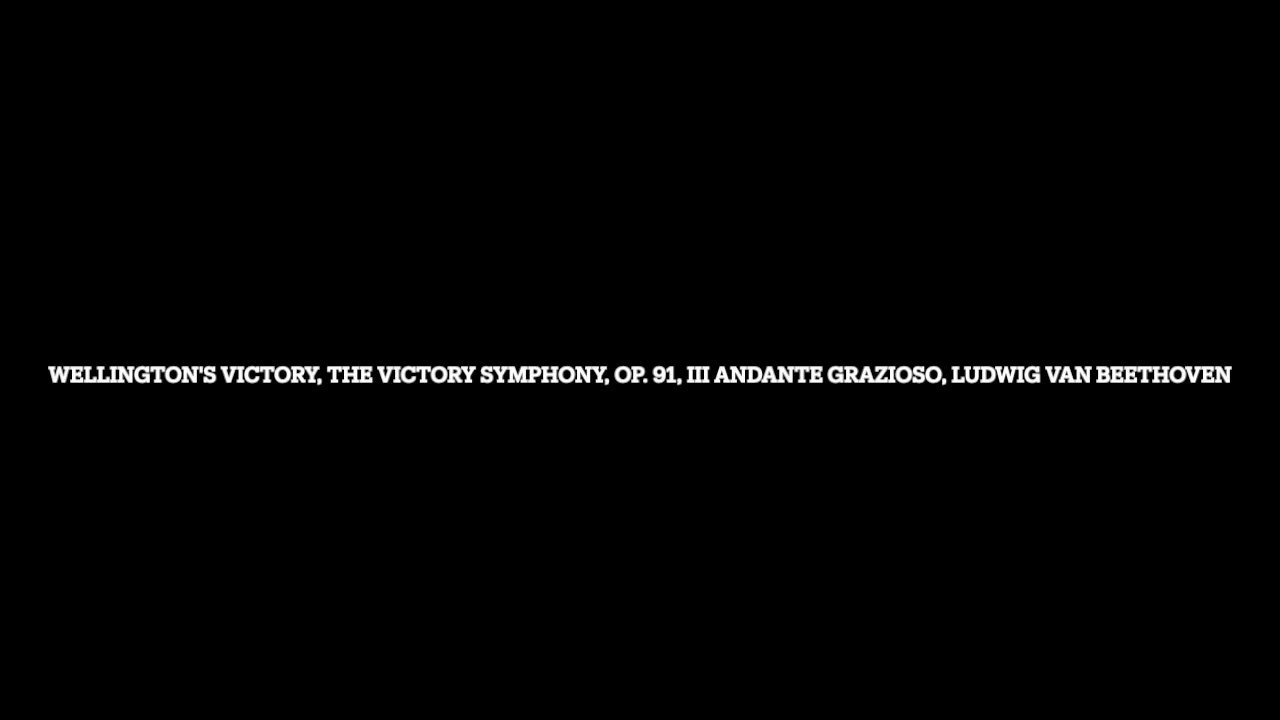 WELLINGTON'S VICTORY, THE VICTORY SYMPHONY, OP. 91, III ANDANTE GRAZIOSO, LUDWIG VAN BEETHOVEN